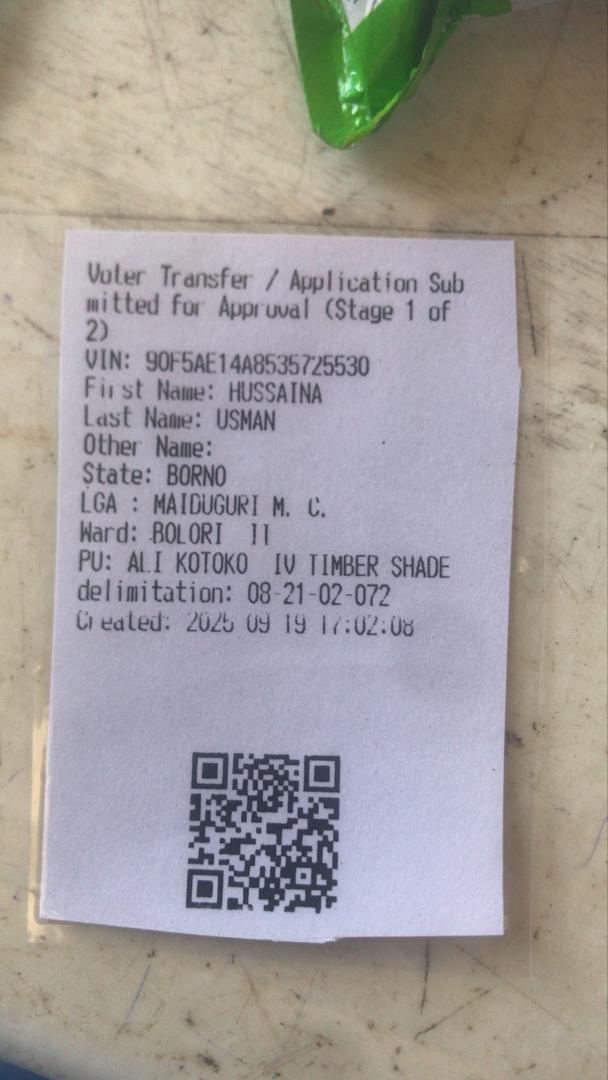 Voter Transfer / Application Sub
mitted for Approval (Stage 1 of
2)
VIN: 90F5AE14A8535725530
First Name: HUSSAINA
Last Name: USMAN
Other Name:
State: BORNO
LGA : MAIDUGURI M. C.
Ward: BOLORI II
PU: ALI KOTOKO IV TIMBER SHADE
delimitation: 08-21-02-072
Created: 2025 09 19 17:02:08